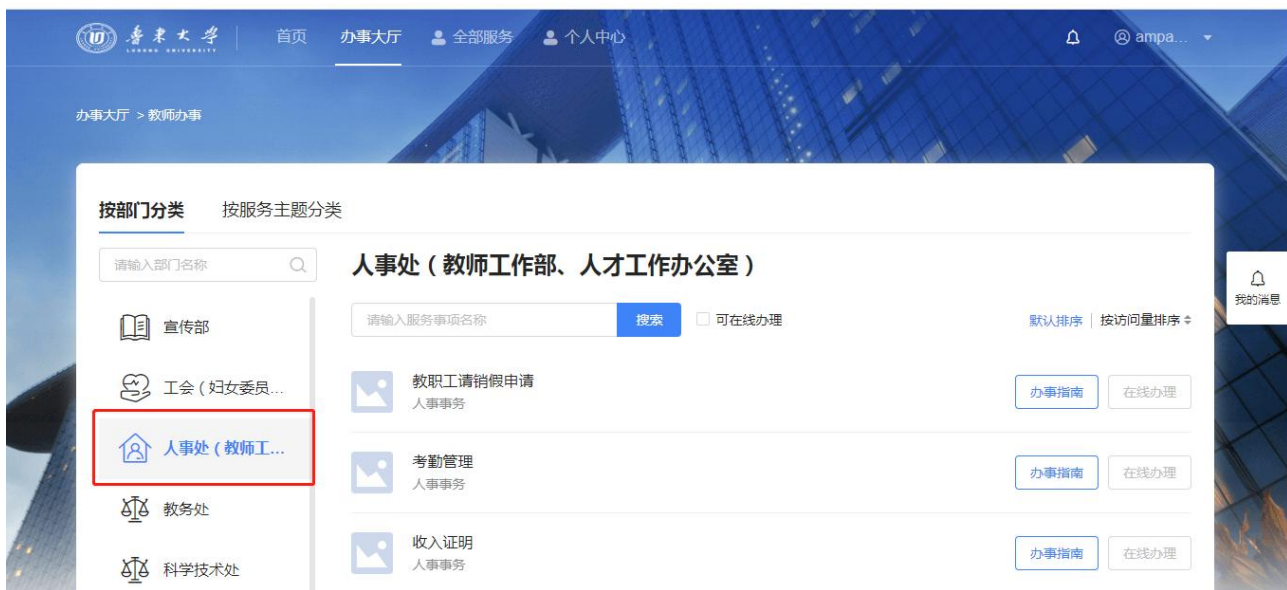 鲁东大学
LUDONG UNIVERSITY
首页
办事大厅
全部服务
个人中心
ampa...
办事大厅 > 教师办事
按部门分类
按服务主题分类
请输入部门名称
人事处（教师工作部、人才工作办公室）
我的消息
宣传部
请输入服务事项名称
搜索
可在线办理
默认排序
按访问量排序
工会（妇女委员...
教职工请销假申请
人事事务
办事指南
在线办理
人事处（教师工...
考勤管理
人事事务
办事指南
在线办理
教务处
收入证明
人事事务
办事指南
在线办理
科学技术处